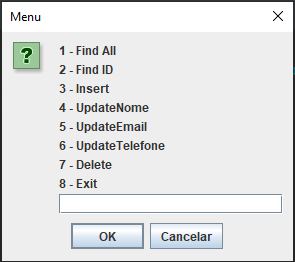 Menu
1 - Find All
2 - Find ID
3 - Insert
4 - UpdateNome
5 - UpdateEmail
6 - UpdateTelefone
7 - Delete
8 - Exit
OK Cancelar